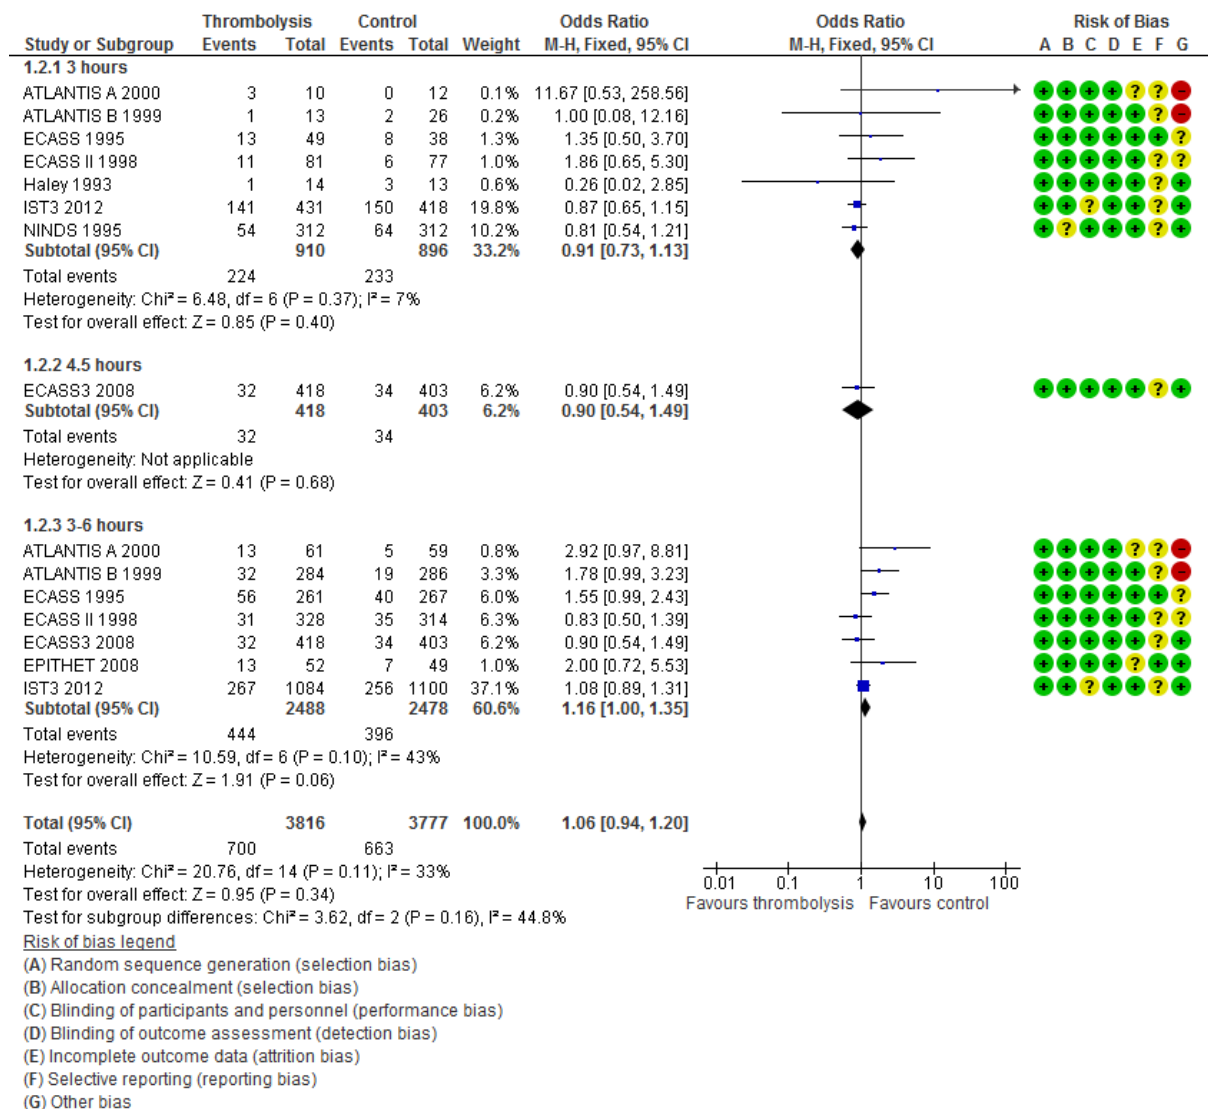 Thrombolysis Control Odds Ratio Odds Ratio Risk of Bias
Study or Subgroup Events Total Events Total Weight M-H, Fixed, 95% CI M-H, Fixed, 95% CI A B C D E F G
1.2.1 3 hours
ATLANTIS A 2000 3 10 0 12 0.1% 11.67 [0.53, 258.56] + + + + ? ? -
ATLANTIS B 1999 1 13 2 26 0.2% 1.00 [0.08, 12.16] + + + + + ? -
ECASS 1995 13 49 8 38 1.3% 1.35 [0.50, 3.70] + + + + + + ?
ECASS II 1998 11 81 6 77 1.0% 1.86 [0.65, 5.30] + + + + + ? ?
Haley 1993 1 14 3 13 0.6% 0.26 [0.02, 2.85] + + + + + ? +
IST3 2012 141 431 150 418 19.8% 0.87 [0.65, 1.15] + + ? + + ? +
NINDS 1995 54 312 64 312 10.2% 0.81 [0.54, 1.21] + ? + + + ? +
Subtotal (95% CI) 910 896 33.2% 0.91 [0.73, 1.13]
Total events 224 233
Heterogeneity: Chi² = 6.48, df = 6 (P = 0.37); I² = 7%
Test for overall effect: Z = 0.85 (P = 0.40)
1.2.2 4.5 hours
ECASS3 2008 32 418 34 403 6.2% 0.90 [0.54, 1.49] + + + + + ? +
Subtotal (95% CI) 418 403 6.2% 0.90 [0.54, 1.49]
Total events 32 34
Heterogeneity: Not applicable
Test for overall effect: Z = 0.41 (P = 0.68)
1.2.3 3-6 hours
ATLANTIS A 2000 13 61 5 59 0.8% 2.92 [0.97, 8.81] + + + + ? ? -
ATLANTIS B 1999 32 284 19 286 3.3% 1.78 [0.99, 3.23] + + + + + ? -
ECASS 1995 56 261 40 267 6.0% 1.55 [0.99, 2.43] + + + + + + ?
ECASS II 1998 31 328 35 314 6.3% 0.83 [0.50, 1.39] + + + + + ? ?
ECASS3 2008 32 418 34 403 6.2% 0.90 [0.54, 1.49] + + + + + ? +
EPITHET 2008 13 52 7 49 1.0% 2.00 [0.72, 5.53] + + + + ? + +
IST3 2012 267 1084 256 1100 37.1% 1.08 [0.89, 1.31] + + ? + + ? +
Subtotal (95% CI) 2488 2478 60.6% 1.16 [1.00, 1.35]
Total events 444 396
Heterogeneity: Chi² = 10.59, df = 6 (P = 0.10); I² = 43%
Test for overall effect: Z = 1.91 (P = 0.06)
Total (95% CI) 3816 3777 100.0% 1.06 [0.94, 1.20]
Total events 700 663
Heterogeneity: Chi² = 20.76, df = 14 (P = 0.11); I² = 33%
Test for overall effect: Z = 0.95 (P = 0.34)
Test for subgroup differences: Chi² = 3.62, df = 2 (P = 0.16), I² = 44.8%
0.01 0.1 1 10 100
Favours thrombolysis Favours control
Risk of bias legend
(A) Random sequence generation (selection bias)
(B) Allocation concealment (selection bias)
(C) Blinding of participants and personnel (performance bias)
(D) Blinding of outcome assessment (detection bias)
(E) Incomplete outcome data (attrition bias)
(F) Selective reporting (reporting bias)
(G) Other bias